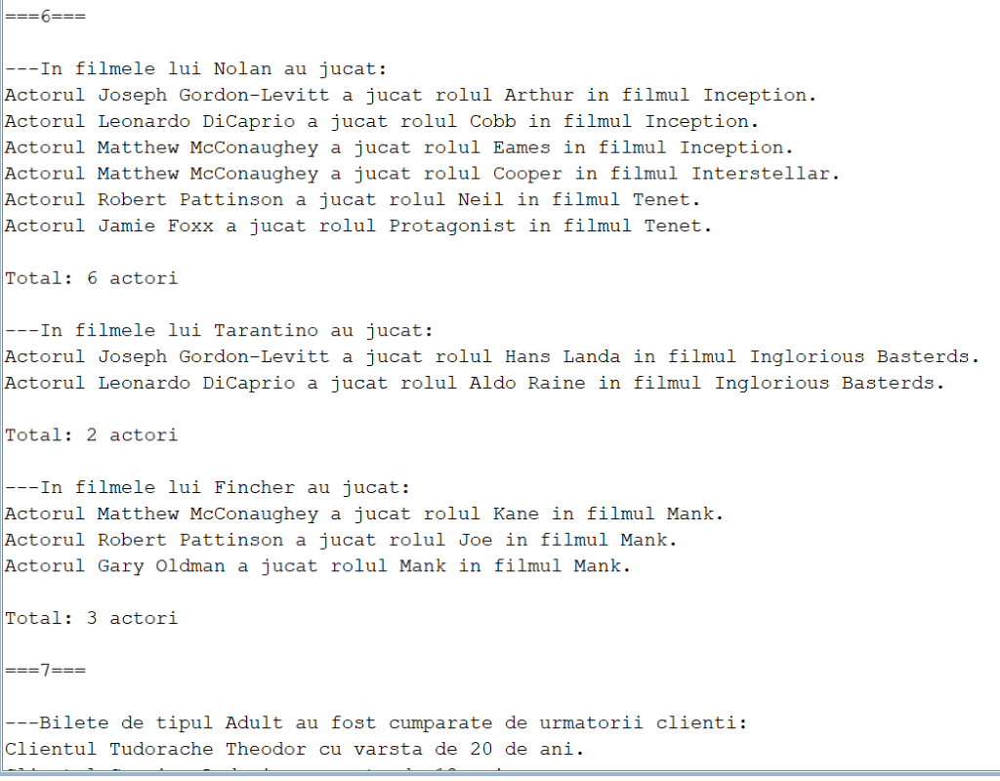 ===6===
---In filmele lui Nolan au jucat:
Actorul Joseph Gordon-Levitt a jucat rolul Arthur in filmul Inception.
Actorul Leonardo DiCaprio a jucat rolul Cobb in filmul Inception.
Actorul Matthew McConaughey a jucat rolul Eames in filmul Inception.
Actorul Matthew McConaughey a jucat rolul Cooper in filmul Interstellar.
Actorul Robert Pattinson a jucat rolul Neil in filmul Tenet.
Actorul Jamie Foxx a jucat rolul Protagonist in filmul Tenet.
Total: 6 actori
---In filmele lui Tarantino au jucat:
Actorul Joseph Gordon-Levitt a jucat rolul Hans Landa in filmul Inglorious Basterds.
Actorul Leonardo DiCaprio a jucat rolul Aldo Raine in filmul Inglorious Basterds.
Total: 2 actori
---In filmele lui Fincher au jucat:
Actorul Matthew McConaughey a jucat rolul Kane in filmul Mank.
Actorul Robert Pattinson a jucat rolul Joe in filmul Mank.
Actorul Gary Oldman a jucat rolul Mank in filmul Mank.
Total: 3 actori
===7===
---Bilete de tipul Adult au fost cumparate de urmatorii clienti:
Clientul Tudorache Theodor cu varsta de 20 de ani.